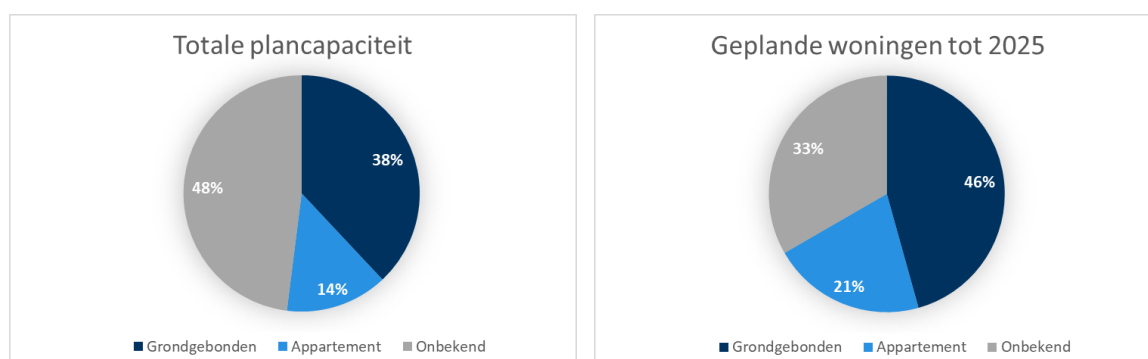 Totale plancapaciteit
38%
48%
14%
Grondgebonden Appartement Onbekend
Geplande woningen tot 2025
33%
46%
21%
Grondgebonden Appartement Onbekend